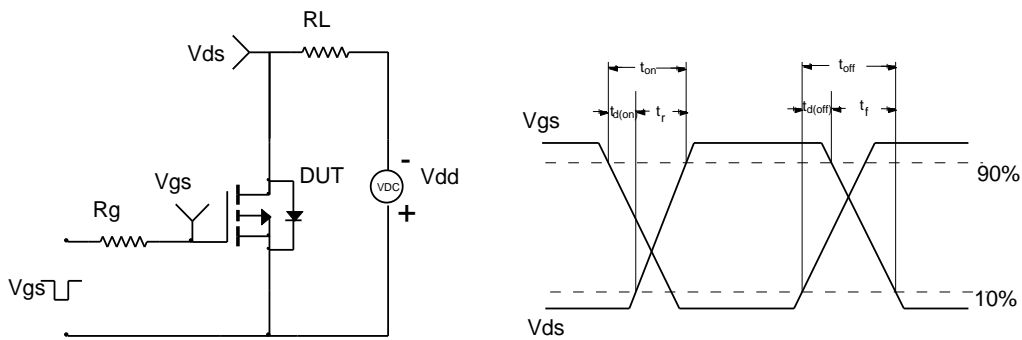 RL
Vds
-
Vgs
DUT
VDC
Vdd
Rg
+
Vgs
ton
toff
td(on)
tr
td(off)
tf
Vgs
90%
10%
Vds